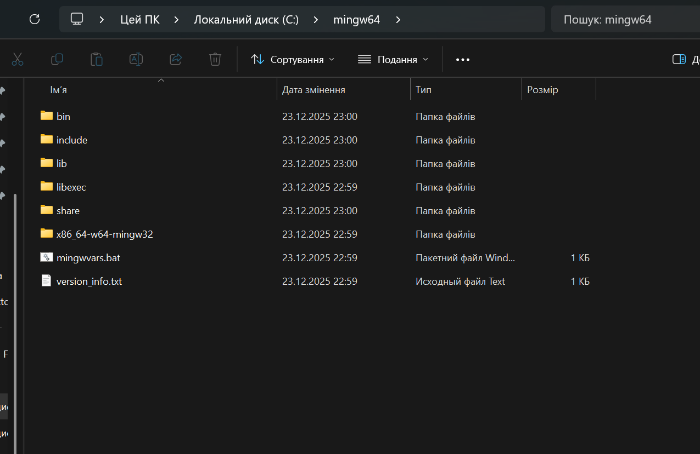 Цей ПК > Локальний диск (C:) > mingw64 >
Пошук: mingw64
Сортування
Подання
Ім'я Дата змінення Тип Розмір
bin 23.12.2025 23:00 Папка файлів
include 23.12.2025 23:00 Папка файлів
lib 23.12.2025 23:00 Папка файлів
libexec 23.12.2025 22:59 Папка файлів
share 23.12.2025 23:00 Папка файлів
x86_64-w64-mingw32 23.12.2025 22:59 Папка файлів
mingwvars.bat 23.12.2025 22:59 Пакетний файл Wind... 1 КБ
version_info.txt 23.12.2025 22:59 Исходный файл Text 1 КБ